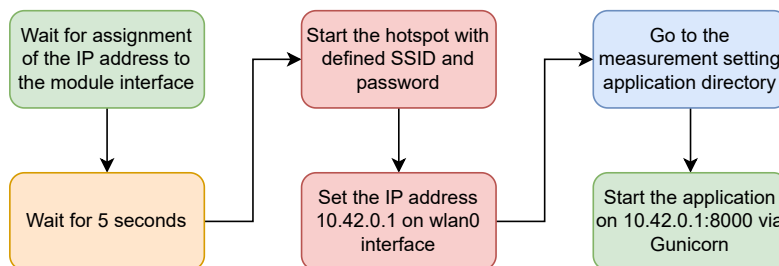 Wait for assignment
of the IP address to
the module interface
Wait for 5 seconds
Start the hotspot with
defined SSID and
password
Set the IP address
10.42.0.1 on wlan0
interface
Go to the
measurement setting
application directory
Start the application
on 10.42.0.1:8000 via
Gunicorn